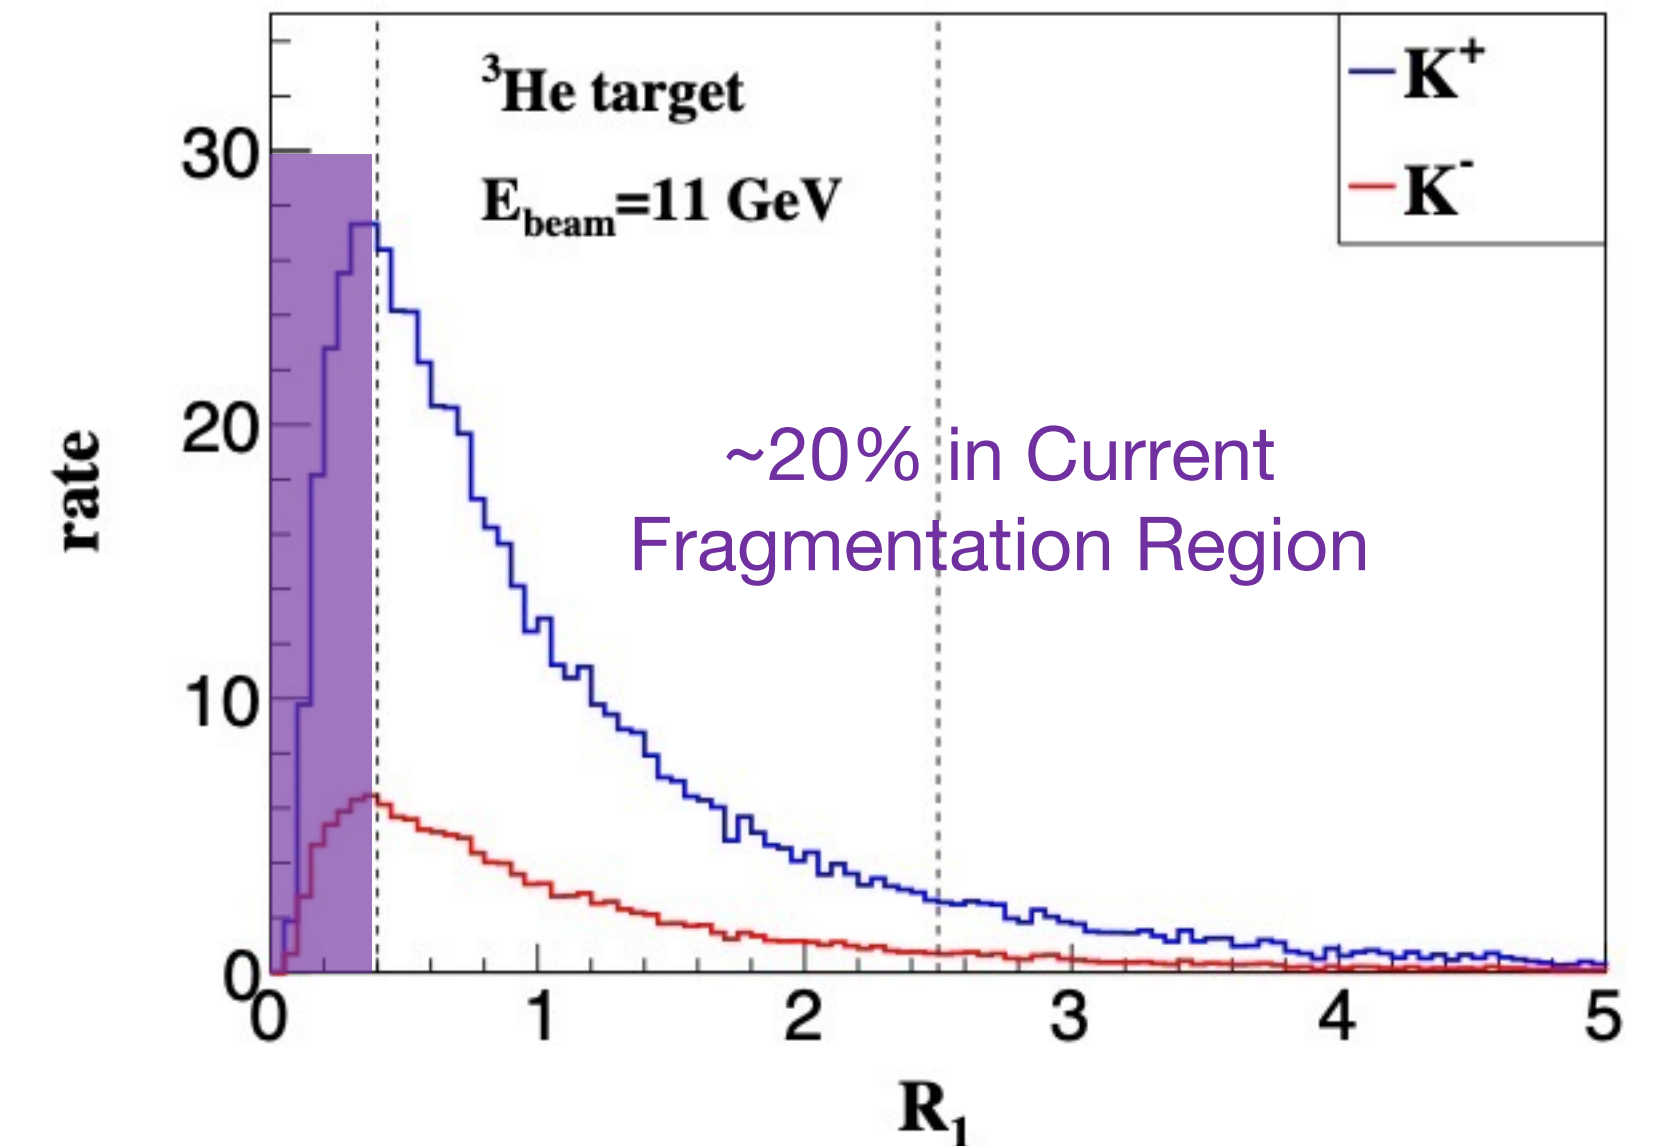 ³He target
E_beam=11 GeV
K⁺
K⁻
~20% in Current
Fragmentation Region
rate
30
20
10
0
0 1 2 3 4 5
R₁